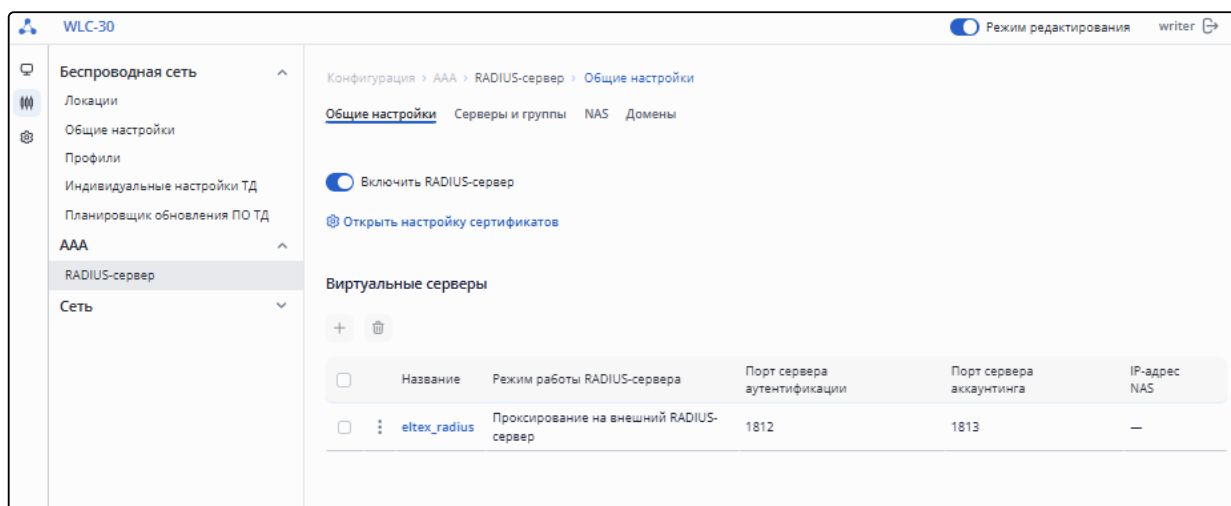 WLC-30
Режим редактирования
writer
Беспроводная сеть
Локации
Общие настройки
Профили
Индивидуальные настройки ТД
Планировщик обновления ПО ТД
AAA
RADIUS-сервер
Сеть
Конфигурация > AAA > RADIUS-сервер > Общие настройки
Общие настройки Серверы и группы NAS Домены
Включить RADIUS-сервер
Открыть настройку сертификатов
Виртуальные серверы
Название Режим работы RADIUS-сервера Порт сервера аутентификации Порт сервера аккаунтинга IP-адрес NAS
eltex_radius Проксирование на внешний RADIUS-сервер 1812 1813 —